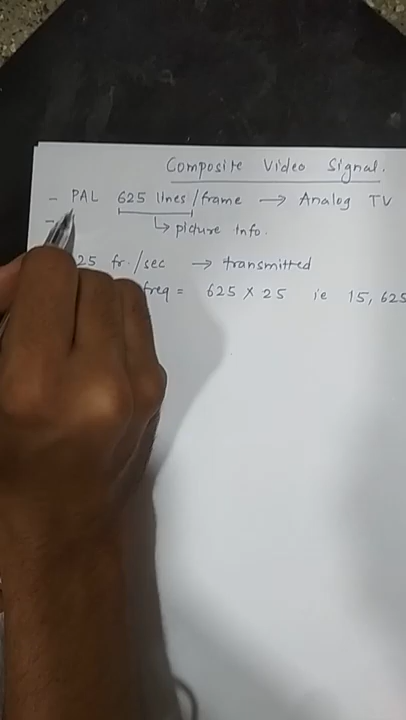 Composite Video Signal.
- PAL 625 lines / frame → Analog TV
- ↳ picture Info.
25 fr./sec → transmitted
freq = 625 × 25 ie 15,625